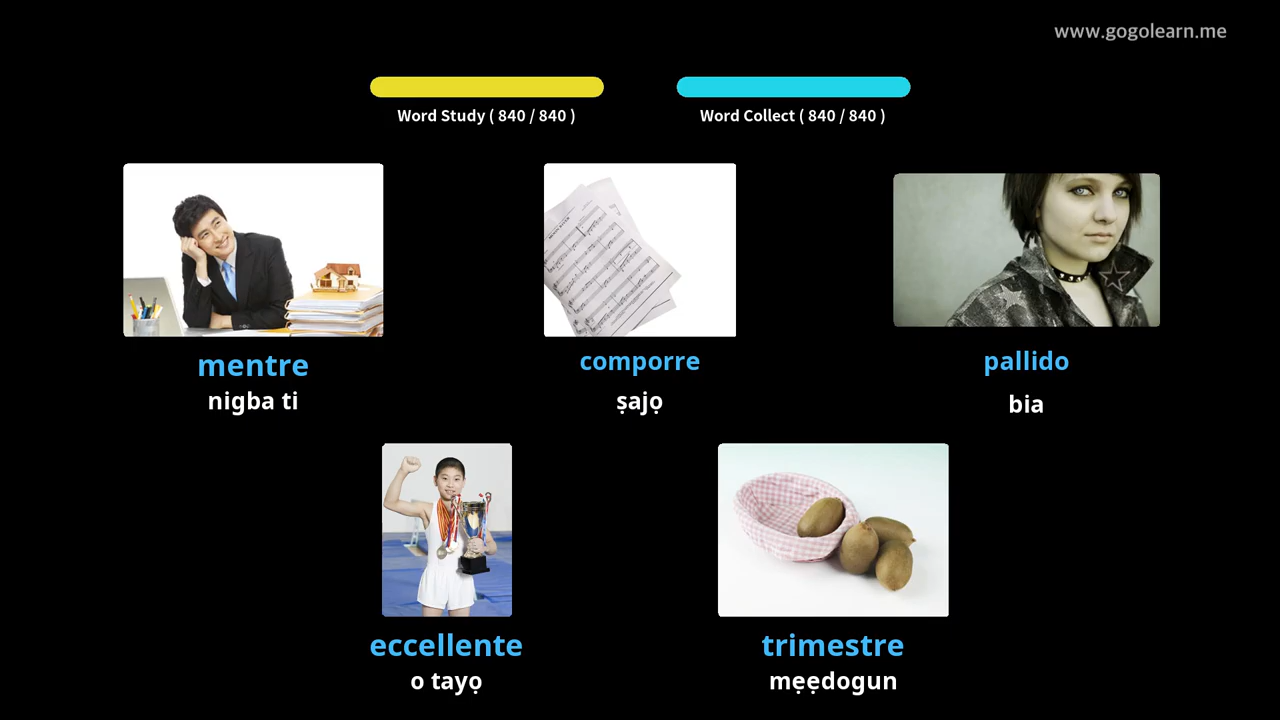 www.gogolearn.me
Word Study ( 840 / 840 )
Word Collect ( 840 / 840 )
mentre
nigba ti
comporre
ṣajọ
pallido
bia
eccellente
o tayọ
trimestre
mẹẹdogun